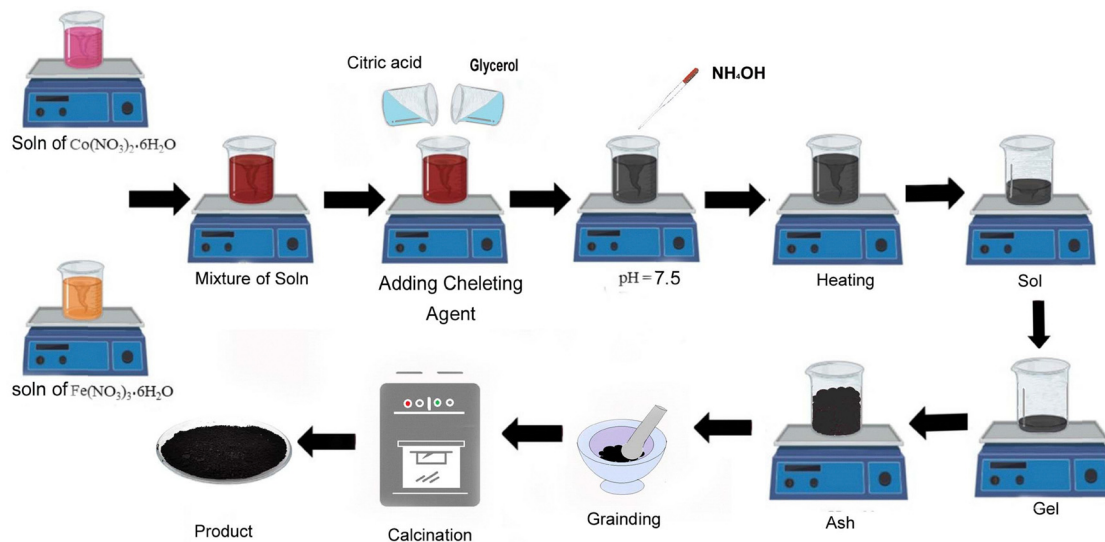 Soln of Co(NO₃)₂·6H₂O
soln of Fe(NO₃)₃·6H₂O
Mixture of Soln
Citric acid
Glycerol
Adding Cheleting
Agent
NH₄OH
pH = 7.5
Heating
Sol
Gel
Ash
Grainding
Calcination
Product